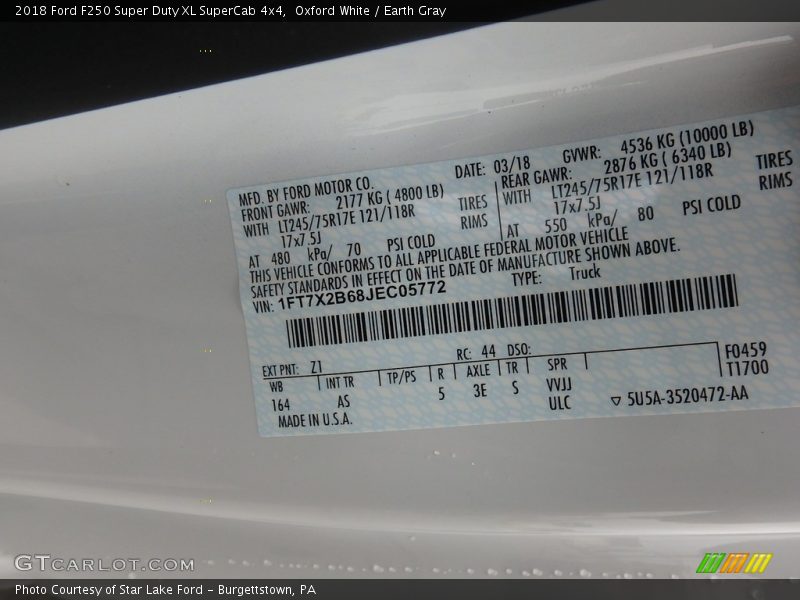 2018 Ford F250 Super Duty XL SuperCab 4x4,  Oxford White / Earth Gray
MFD. BY FORD MOTOR CO. DATE: 03/18 GVWR: 4536 KG (10000 LB)
FRONT GAWR: 2177 KG ( 4800 LB) REAR GAWR: 2876 KG ( 6340 LB)
WITH LT245/75R17E 121/118R TIRES WITH LT245/75R17E 121/118R TIRES
17x7.5J RIMS 17x7.5J RIMS
AT 480 kPa/ 70 PSI COLD AT 550 kPa/ 80 PSI COLD
THIS VEHICLE CONFORMS TO ALL APPLICABLE FEDERAL MOTOR VEHICLE
SAFETY STANDARDS IN EFFECT ON THE DATE OF MANUFACTURE SHOWN ABOVE.
VIN: 1FT7X2B68JEC05772 TYPE: Truck
EXT PNT: Z1 RC: 44 DSO: F0459
WB INT TR TP/PS R AXLE TR SPR T1700
164 AS 5 3E S VVJJ
MADE IN U.S.A. ULC 5U5A-3520472-AA
GTCARLOT.COM
Photo Courtesy of Star Lake Ford - Burgettstown, PA